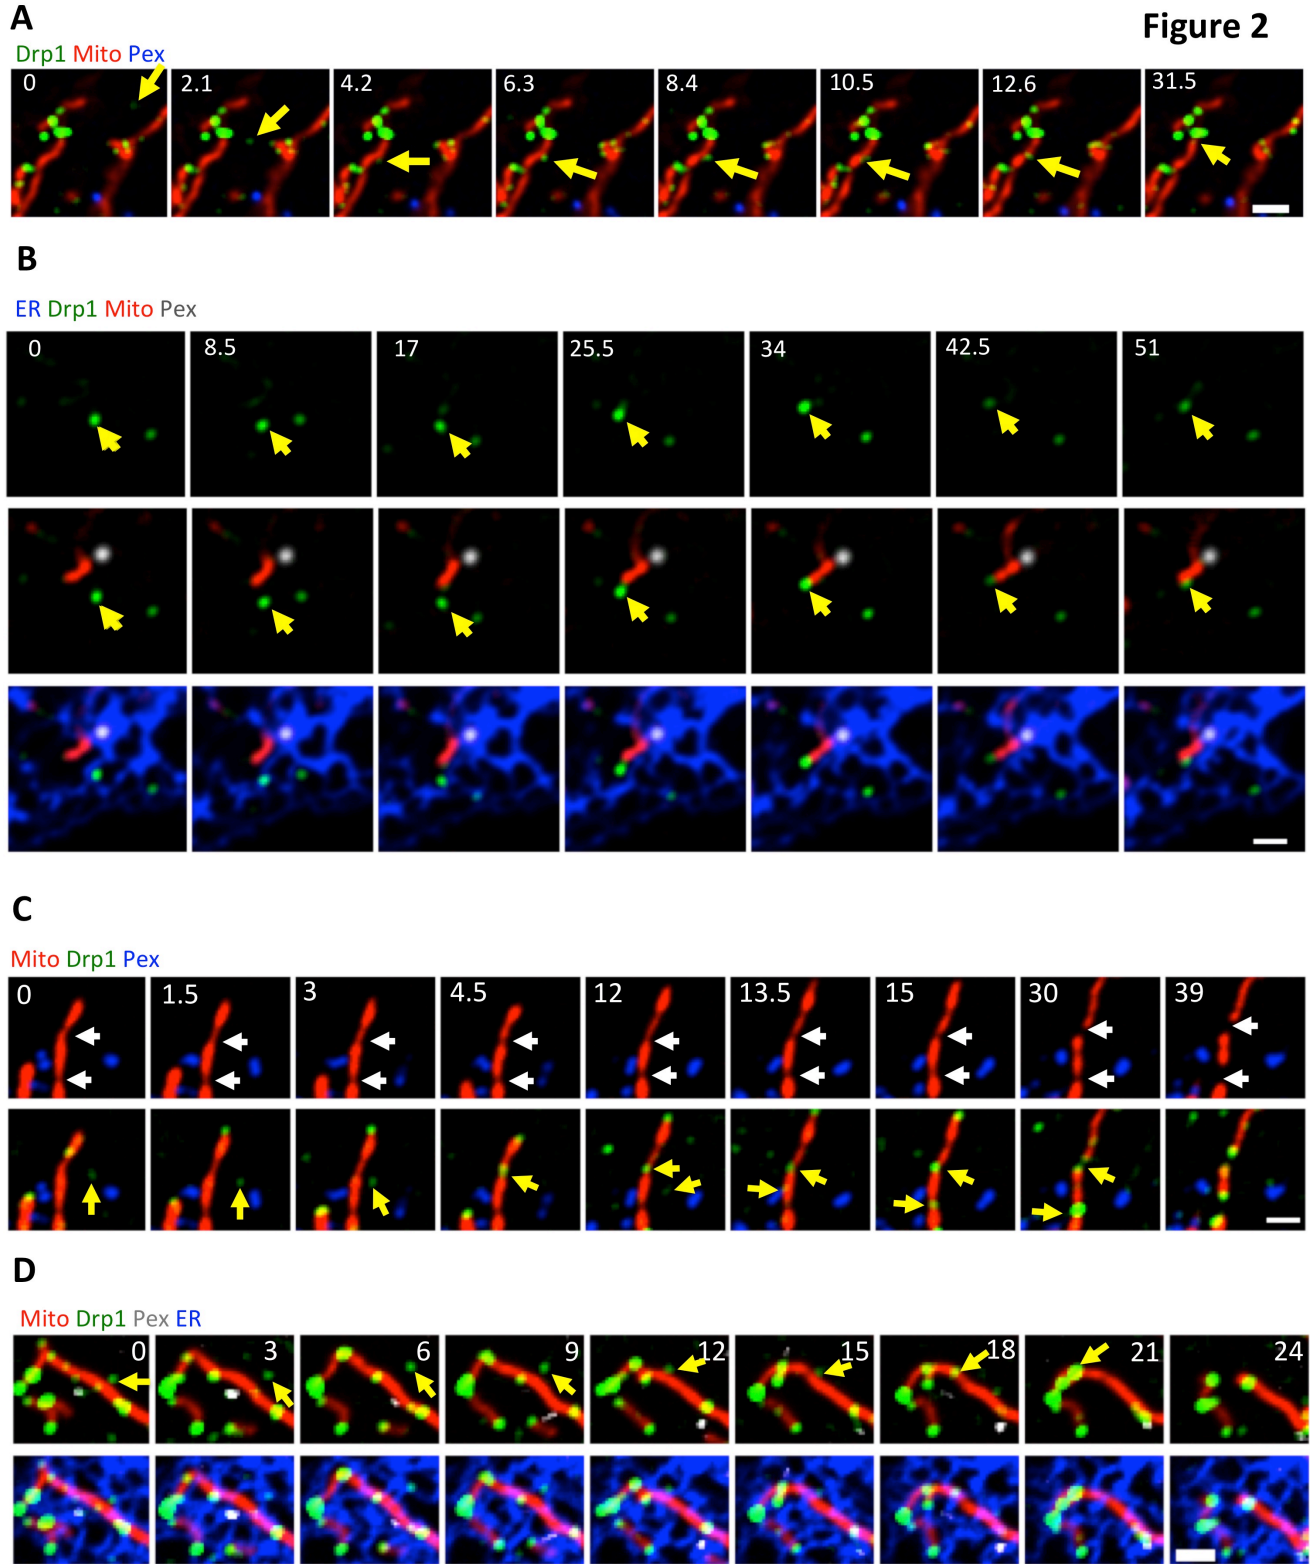 A
Figure 2
Drp1 Mito Pex
0 2.1 4.2 6.3 8.4 10.5 12.6 31.5
B
ER Drp1 Mito Pex
0 8.5 17 25.5 34 42.5 51
C
Mito Drp1 Pex
0 1.5 3 4.5 12 13.5 15 30 39
D
Mito Drp1 Pex ER
0 3 6 9 12 15 18 21 24